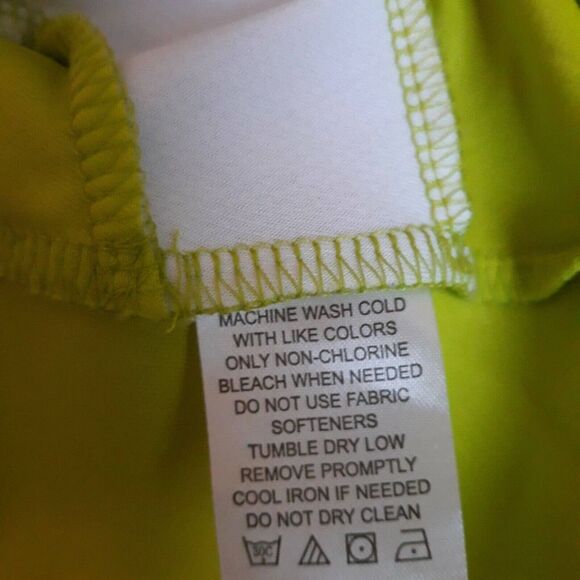 MACHINE WASH COLD
WITH LIKE COLORS
ONLY NON-CHLORINE
BLEACH WHEN NEEDED
DO NOT USE FABRIC
SOFTENERS
TUMBLE DRY LOW
REMOVE PROMPTLY
COOL IRON IF NEEDED
DO NOT DRY CLEAN